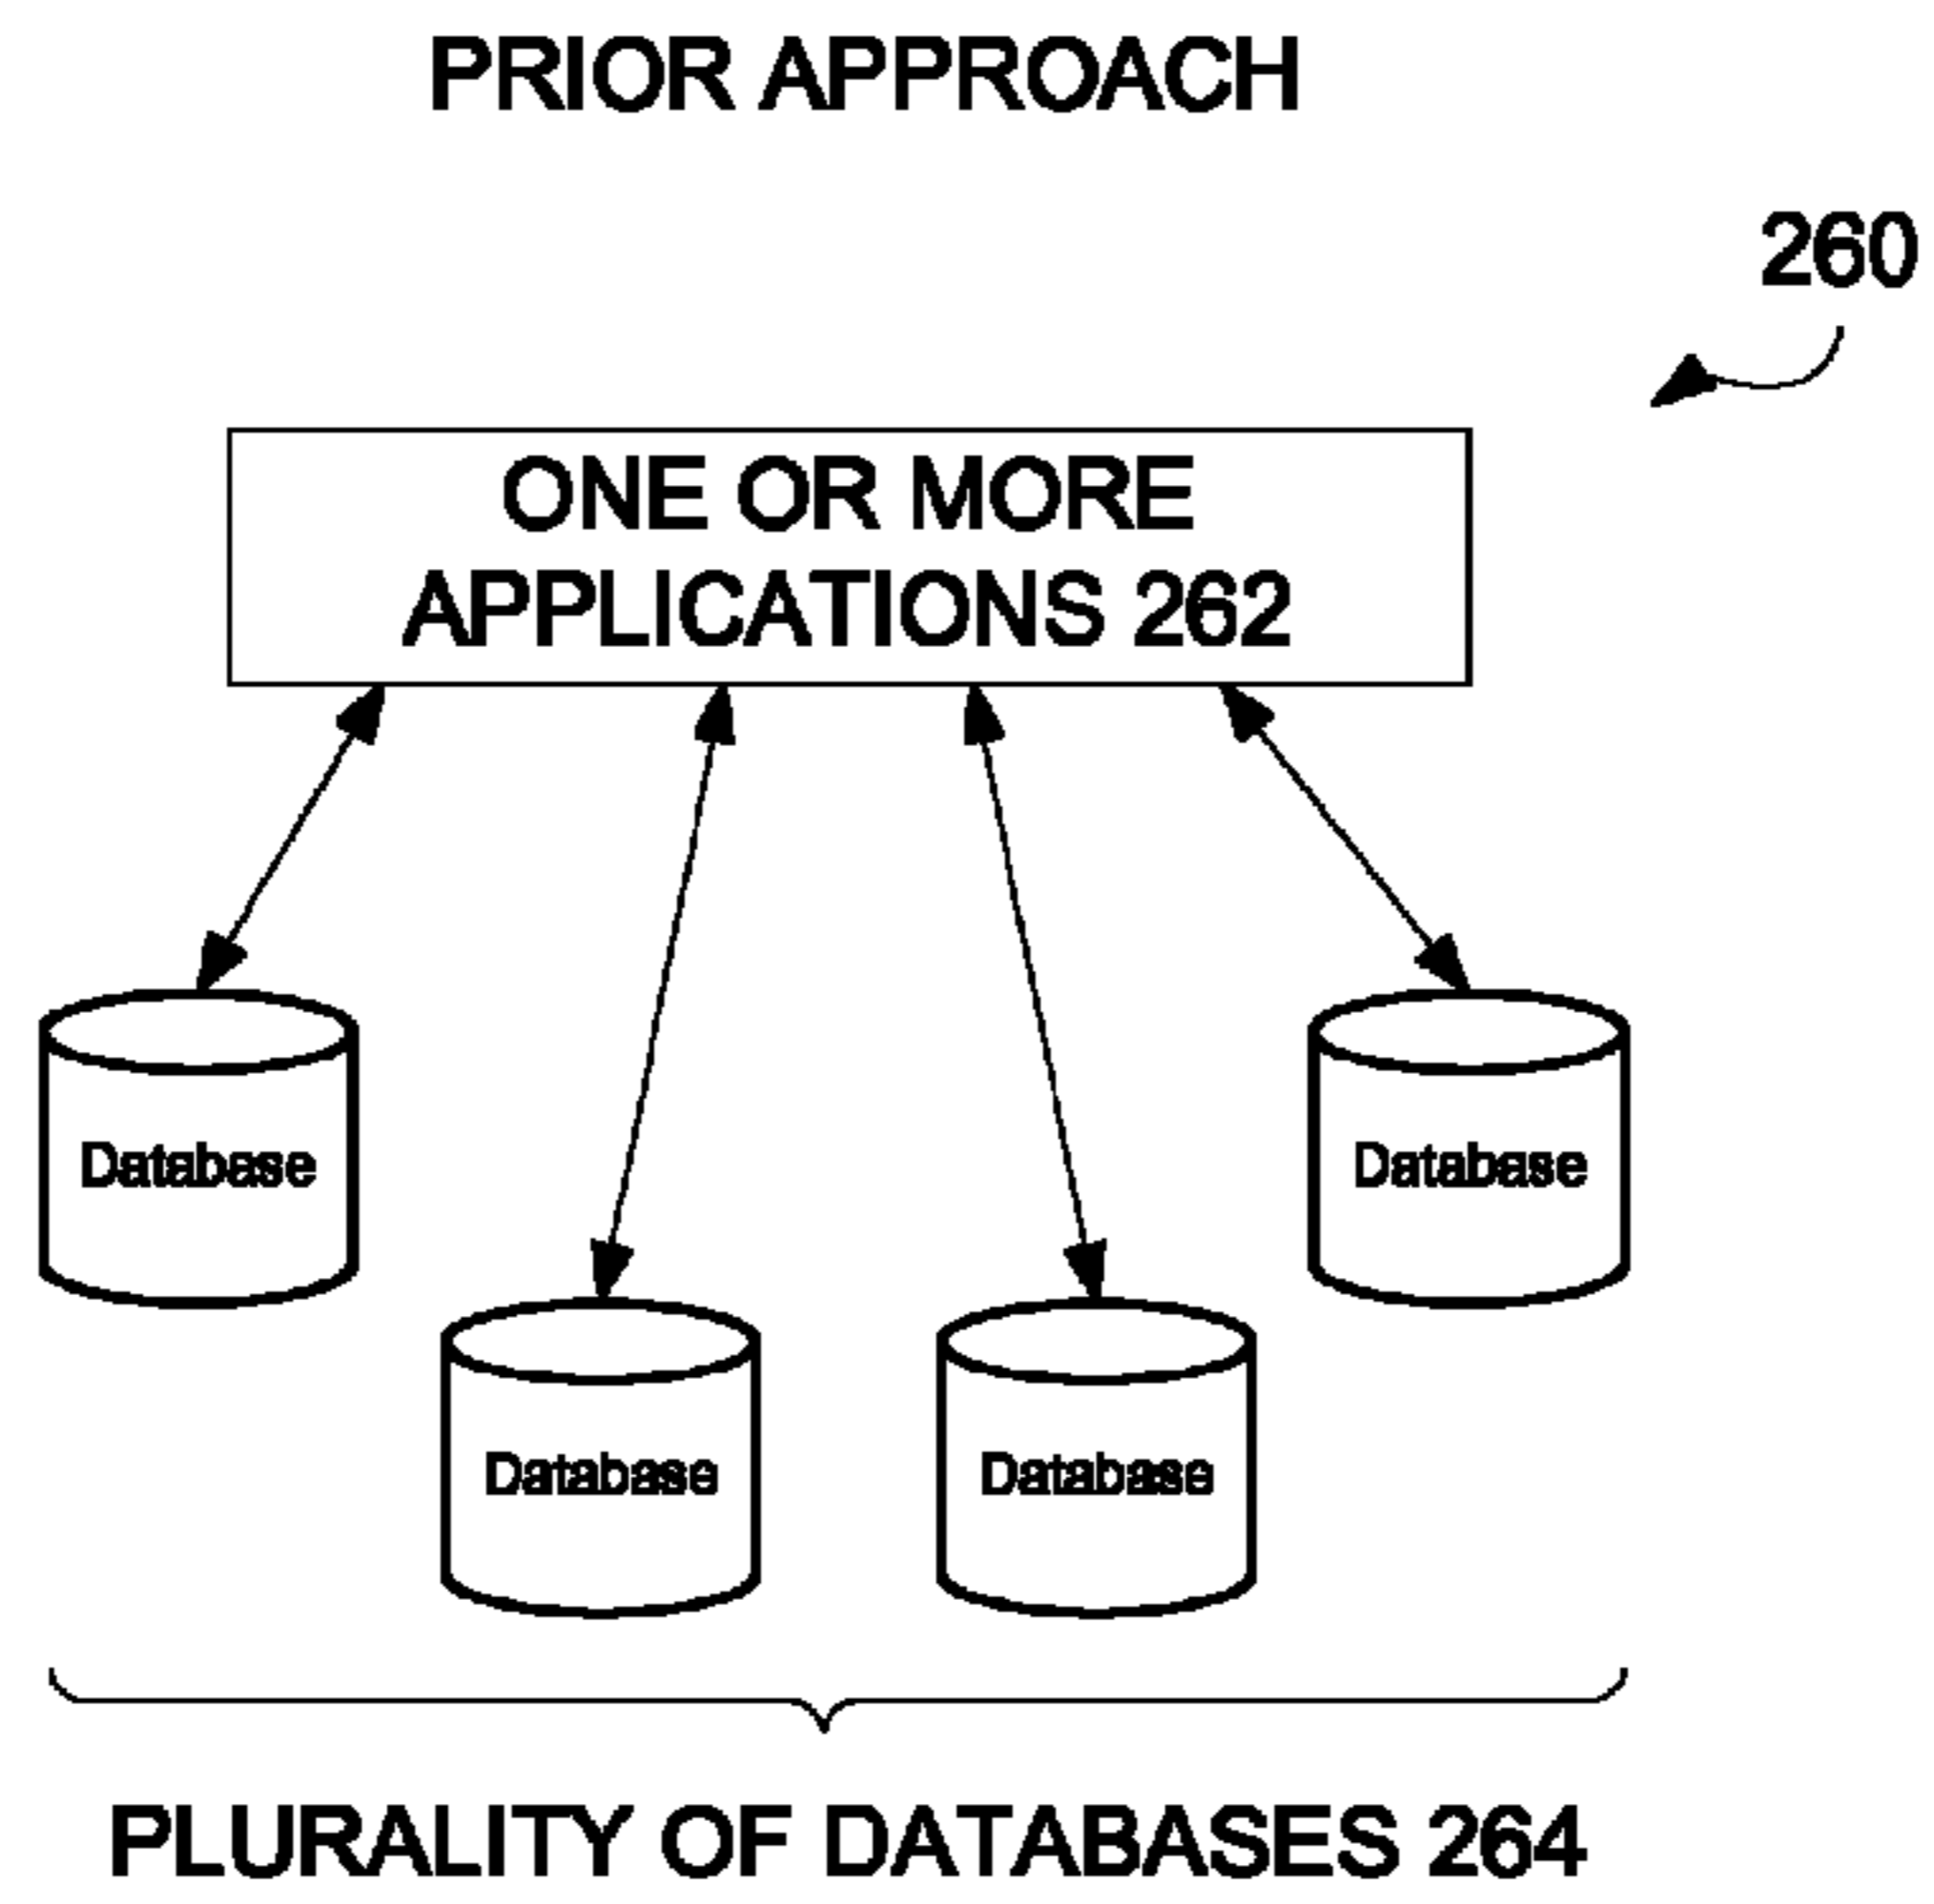 PRIOR APPROACH
260
ONE OR MORE
APPLICATIONS 262
Database
Database
Database
Database
PLURALITY OF DATABASES 264